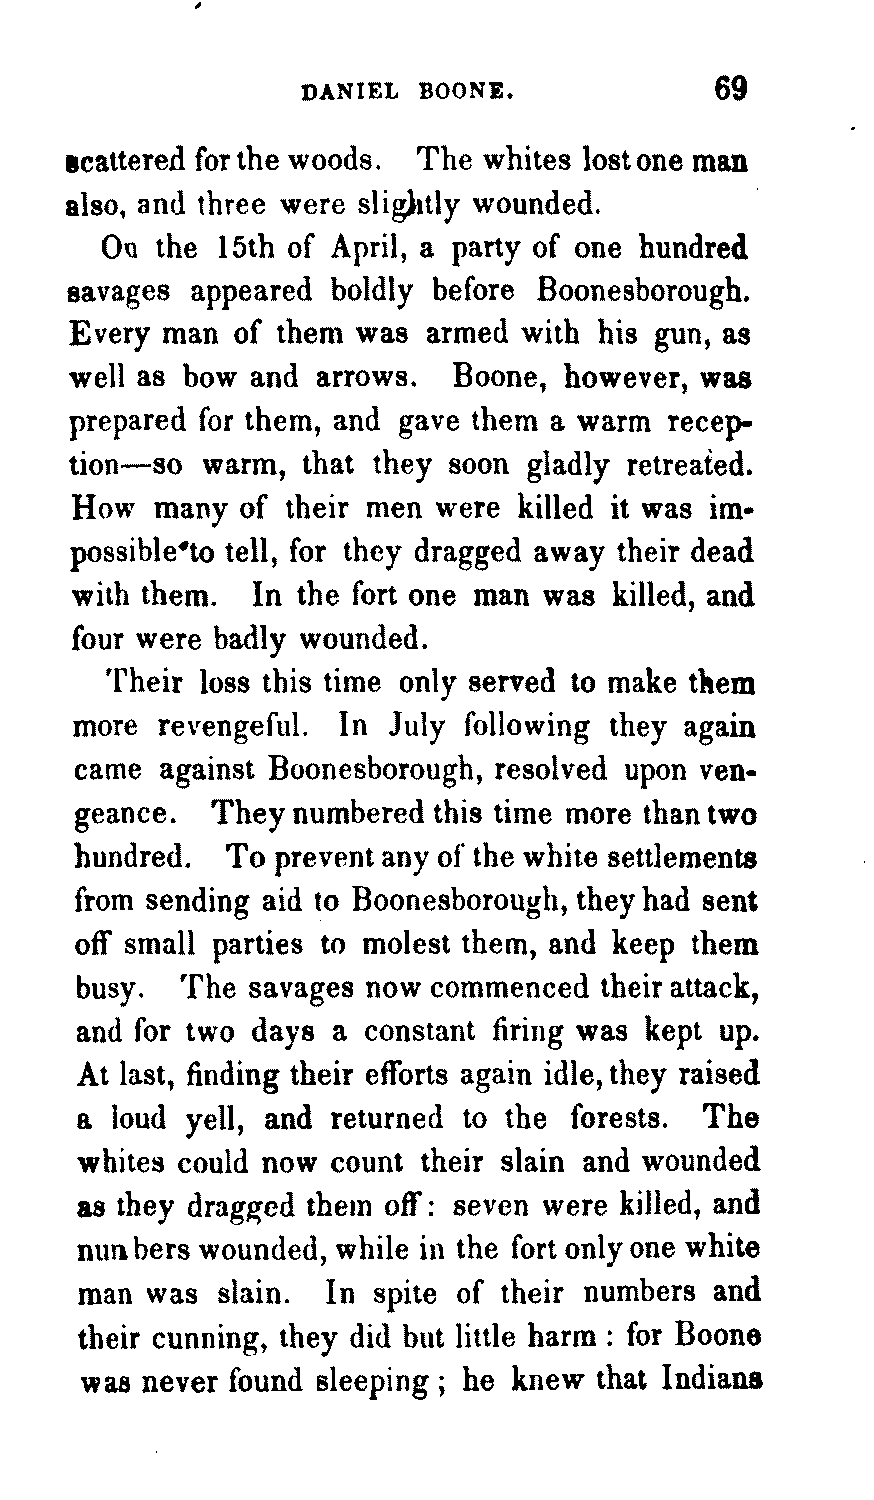 DANIEL BOONE. 69
scattered for the woods. The whites lost one man
also, and three were slightly wounded.
On the 15th of April, a party of one hundred
savages appeared boldly before Boonesborough.
Every man of them was armed with his gun, as
well as bow and arrows. Boone, however, was
prepared for them, and gave them a warm recep-
tion—so warm, that they soon gladly retreated.
How many of their men were killed it was im-
possible to tell, for they dragged away their dead
with them. In the fort one man was killed, and
four were badly wounded.
Their loss this time only served to make them
more revengeful. In July following they again
came against Boonesborough, resolved upon ven-
geance. They numbered this time more than two
hundred. To prevent any of the white settlements
from sending aid to Boonesborough, they had sent
off small parties to molest them, and keep them
busy. The savages now commenced their attack,
and for two days a constant firing was kept up.
At last, finding their efforts again idle, they raised
a loud yell, and returned to the forests. The
whites could now count their slain and wounded
as they dragged them off: seven were killed, and
numbers wounded, while in the fort only one white
man was slain. In spite of their numbers and
their cunning, they did but little harm : for Boone
was never found sleeping ; he knew that Indians